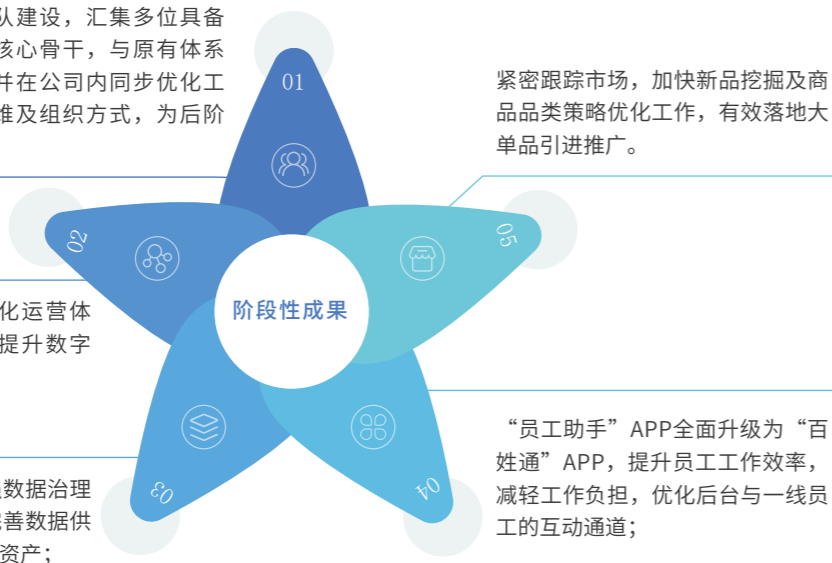 队建设，汇集多位具备
核心骨干，与原有体系
并在公司内同步优化工
维及组织方式，为后阶
01
紧密跟踪市场，加快新品挖掘及商
品品类策略优化工作，有效落地大
单品引进推广。
02
05
阶段性成果
化运营体
提升数字
03
04
数据治理
善数据供
资产；
“员工助手”APP全面升级为“百
姓通”APP，提升员工工作效率，
减轻工作负担，优化后台与一线员
工的互动通道；